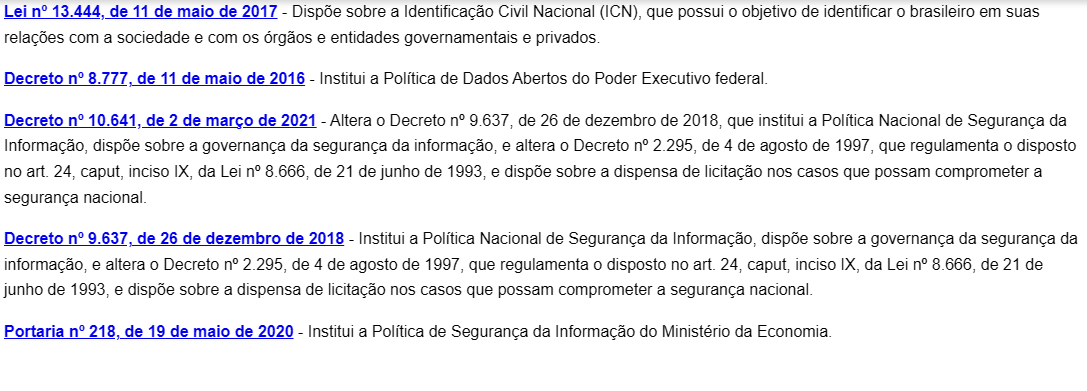 Lei nº 13.444, de 11 de maio de 2017 - Dispõe sobre a Identificação Civil Nacional (ICN), que possui o objetivo de identificar o brasileiro em suas
relações com a sociedade e com os órgãos e entidades governamentais e privados.
Decreto nº 8.777, de 11 de maio de 2016 - Institui a Política de Dados Abertos do Poder Executivo federal.
Decreto nº 10.641, de 2 de março de 2021 - Altera o Decreto nº 9.637, de 26 de dezembro de 2018, que institui a Política Nacional de Segurança da
Informação, dispõe sobre a governança da segurança da informação, e altera o Decreto nº 2.295, de 4 de agosto de 1997, que regulamenta o disposto
no art. 24, caput, inciso IX, da Lei nº 8.666, de 21 de junho de 1993, e dispõe sobre a dispensa de licitação nos casos que possam comprometer a
segurança nacional.
Decreto nº 9.637, de 26 de dezembro de 2018 - Institui a Política Nacional de Segurança da Informação, dispõe sobre a governança da segurança da
informação, e altera o Decreto nº 2.295, de 4 de agosto de 1997, que regulamenta o disposto no art. 24, caput, inciso IX, da Lei nº 8.666, de 21 de
junho de 1993, e dispõe sobre a dispensa de licitação nos casos que possam comprometer a segurança nacional.
Portaria nº 218, de 19 de maio de 2020 - Institui a Política de Segurança da Informação do Ministério da Economia.